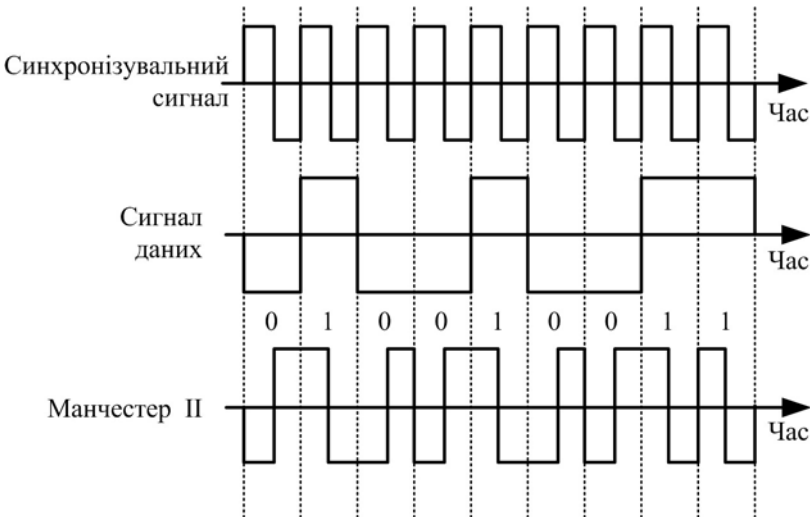 Синхронізувальний
сигнал
Час
Сигнал
даних
Час
0 1 0 0 1 0 0 1 1
Манчестер II
Час